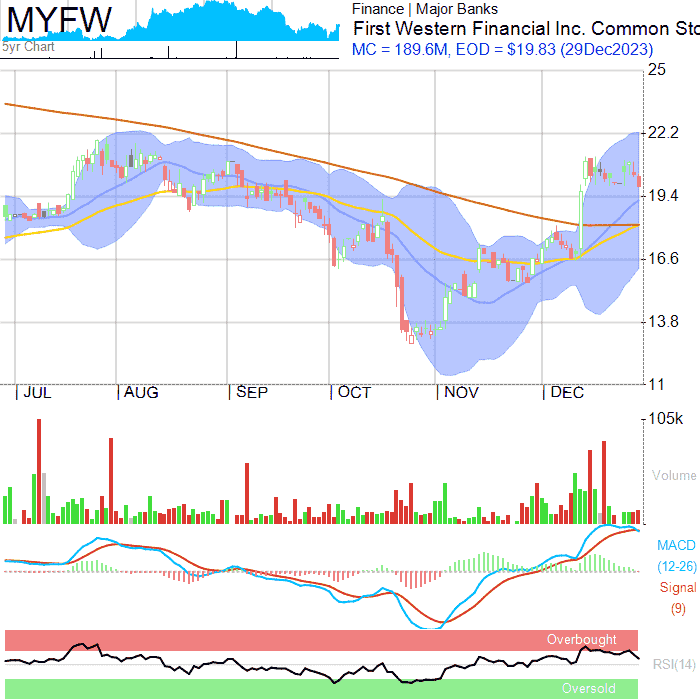 MYFW
5yr Chart
Finance | Major Banks
First Western Financial Inc. Common Sto
MC = 189.6M, EOD = $19.83 (29Dec2023)
25
22.2
19.4
16.6
13.8
11
JUL AUG SEP OCT NOV DEC
105k
Volume
MACD
(12-26)
Signal
(9)
Overbought
RSI(14)
Oversold